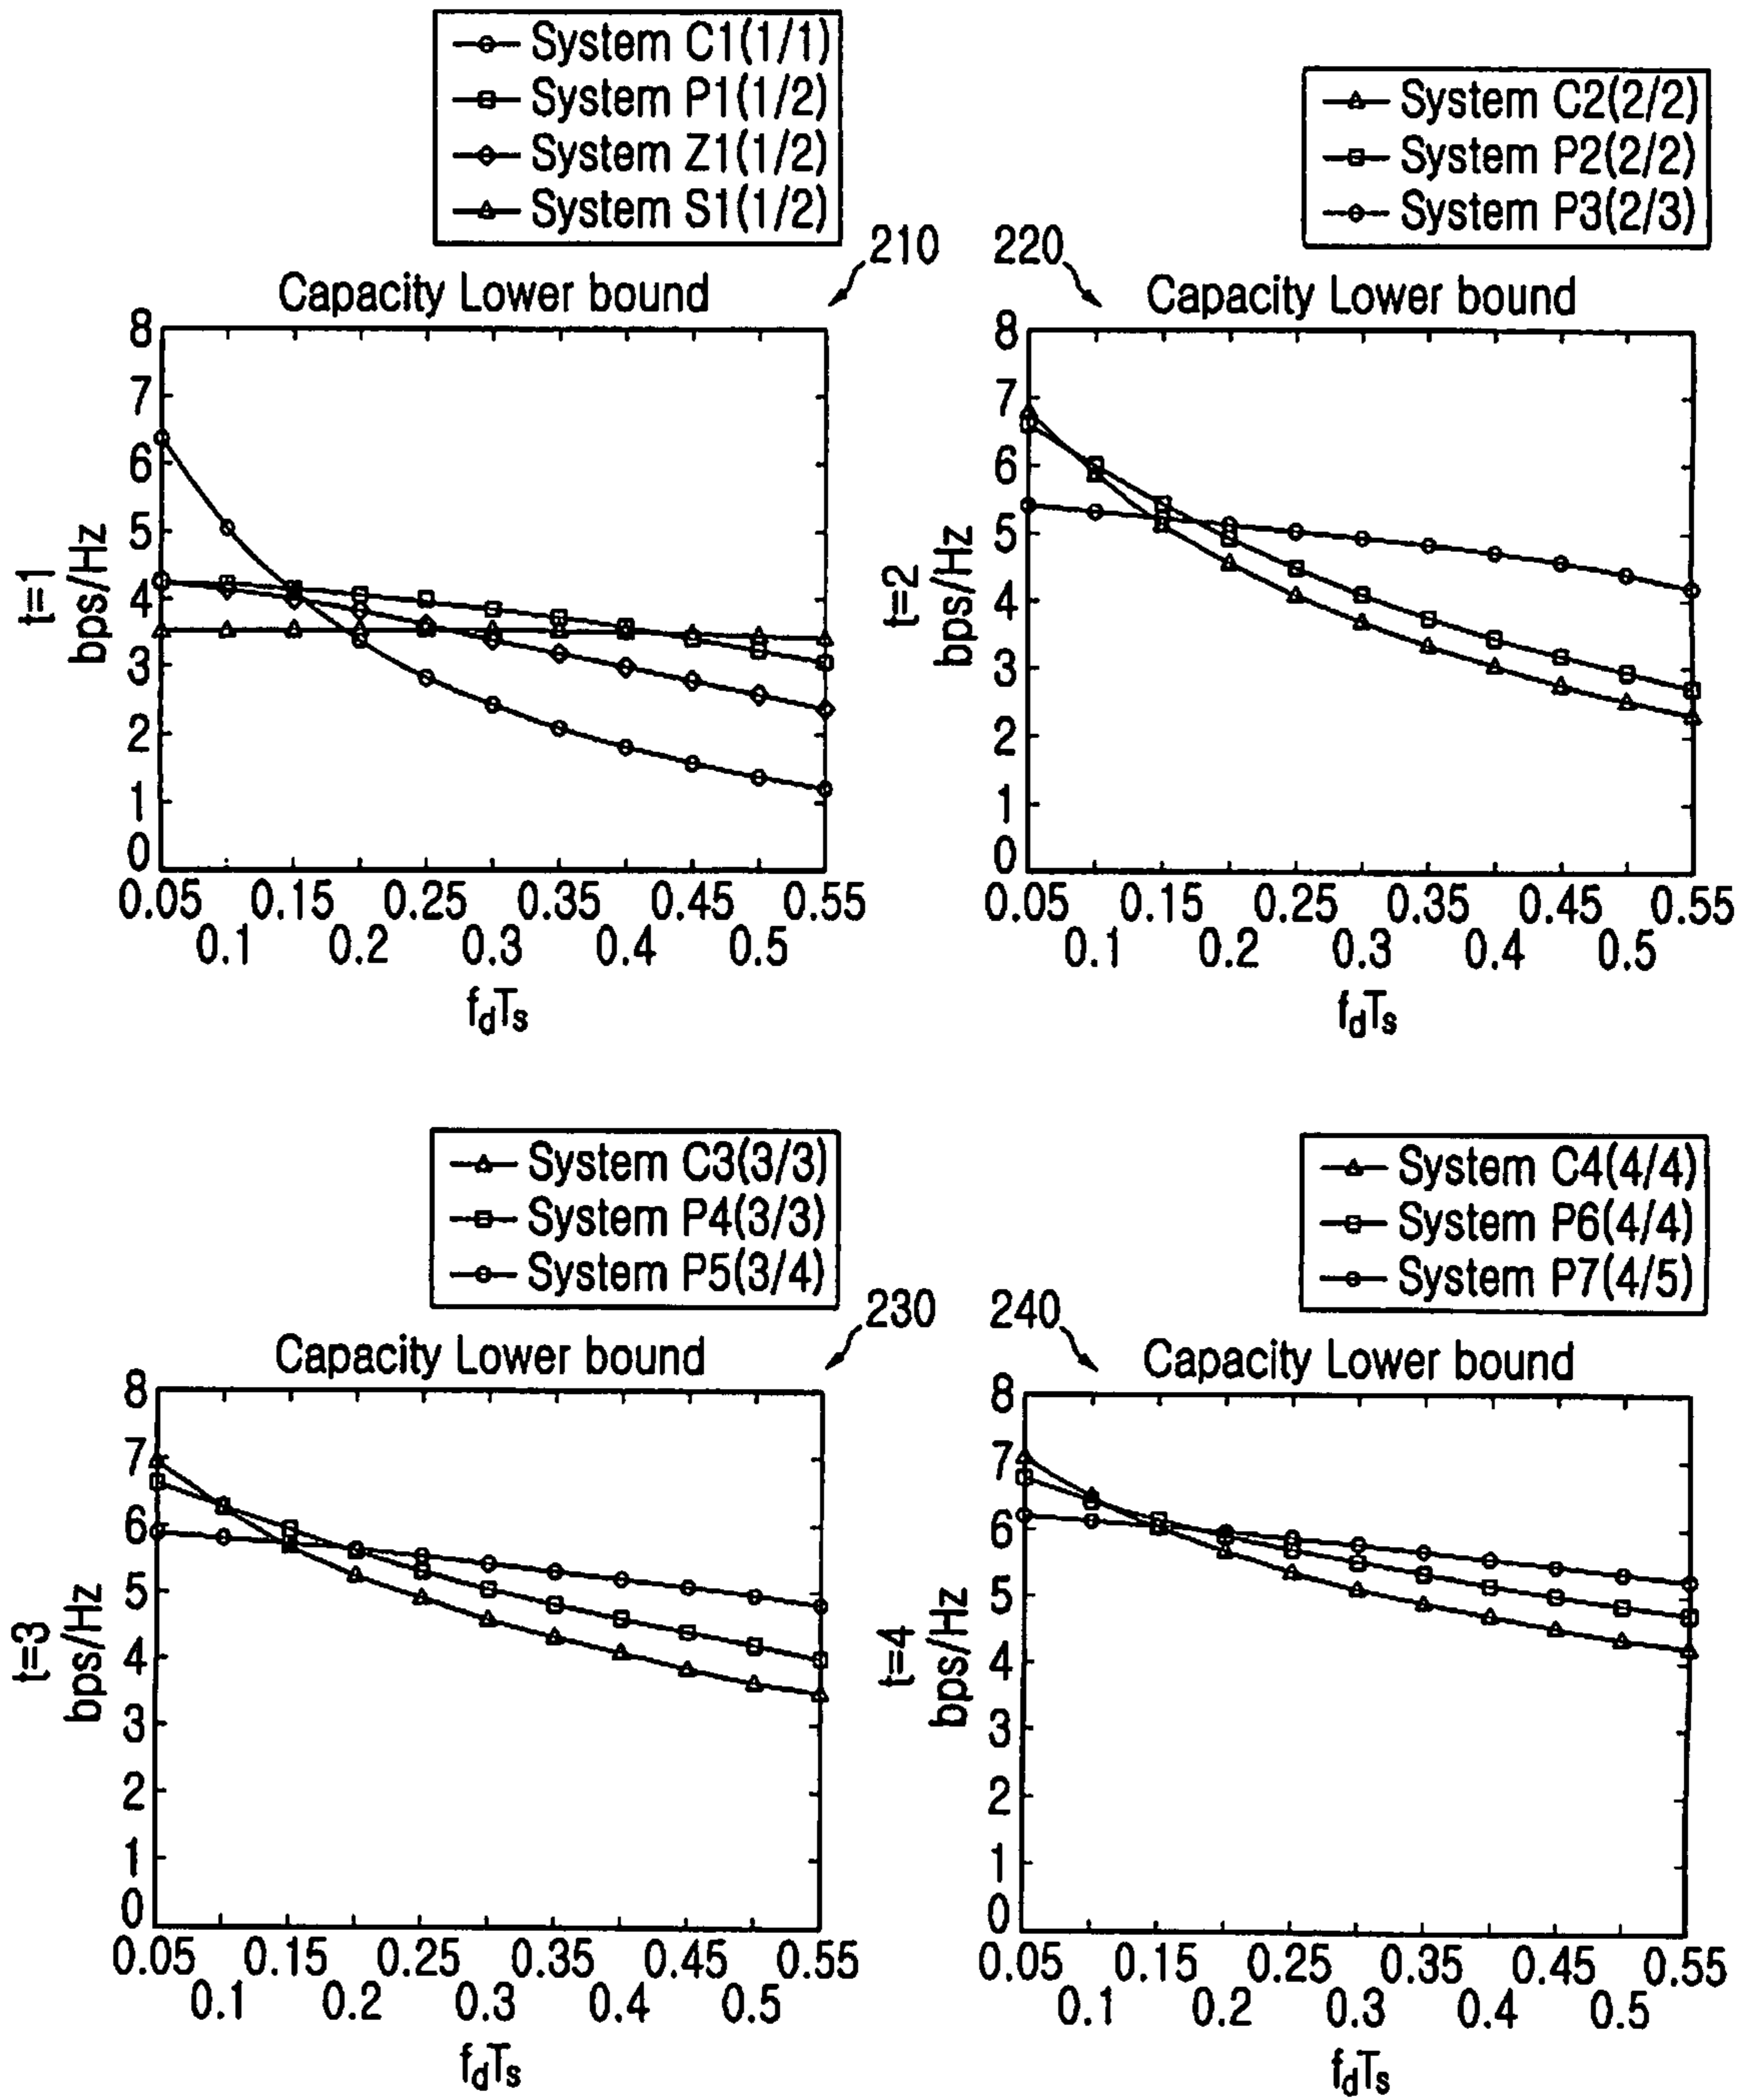 System C1(1/1)
System P1(1/2)
System Z1(1/2)
System S1(1/2)
210
Capacity Lower bound
t=1
bps/Hz
8
7
6
5
4
3
2
1
0
0.05 0.15 0.25 0.35 0.45 0.55
0.1 0.2 0.3 0.4 0.5
fdTs
System C2(2/2)
System P2(2/2)
System P3(2/3)
220
Capacity Lower bound
t=2
bps/Hz
8
7
6
5
4
3
2
1
0
0.05 0.15 0.25 0.35 0.45 0.55
0.1 0.2 0.3 0.4 0.5
fdTs
System C3(3/3)
System P4(3/3)
System P5(3/4)
230
Capacity Lower bound
t=3
bps/Hz
8
7
6
5
4
3
2
1
0
0.05 0.15 0.25 0.35 0.45 0.55
0.1 0.2 0.3 0.4 0.5
fdTs
System C4(4/4)
System P6(4/4)
System P7(4/5)
240
Capacity Lower bound
t=4
bps/Hz
8
7
6
5
4
3
2
1
0
0.05 0.15 0.25 0.35 0.45 0.55
0.1 0.2 0.3 0.4 0.5
fdTs